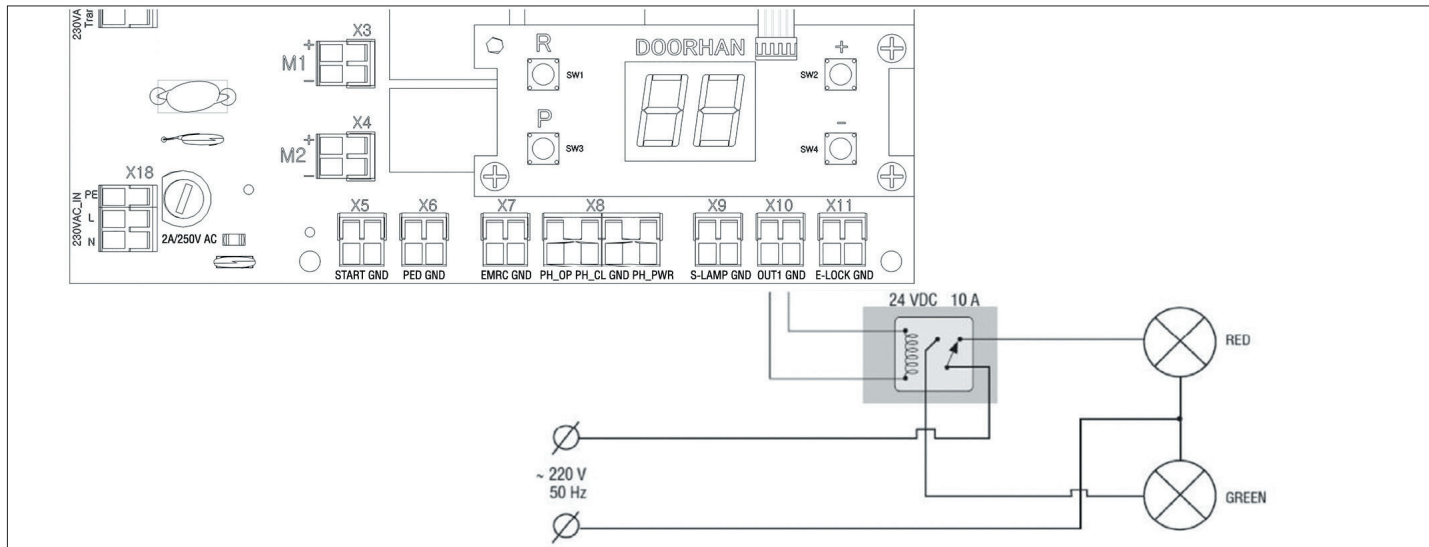 230VA
Tran
X3
M1
+
-
X4
M2
+
-
X18
230VAC_IN
PE
L
N
2A/250V AC
R
SW1
DOORHAN
+
SW2
P
SW3
-
SW4
X5
START GND
X6
PED GND
X7
EMRC GND
X8
PH_OP PH_CL GND PH_PWR
X9
S-LAMP GND
X10
OUT1 GND
X11
E-LOCK GND
24 VDC 10 A
RED
~ 220 V
50 Hz
GREEN